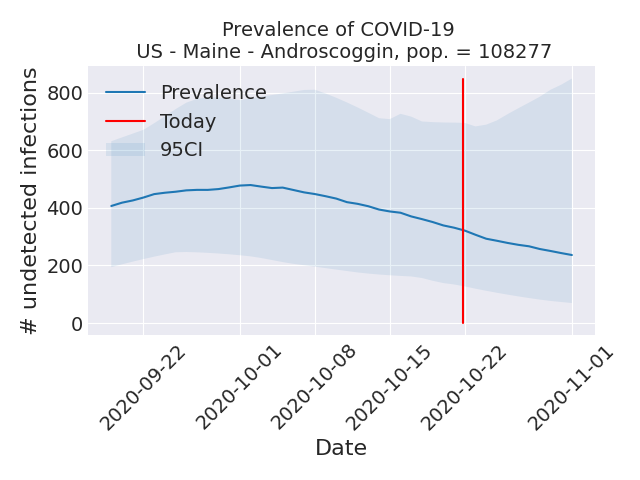 Prevalence of COVID-19
US - Maine - Androscoggin, pop. = 108277
# undetected infections
800
600
400
200
0
Prevalence
Today
95CI
2020-09-22
2020-10-01
2020-10-08
2020-10-15
2020-10-22
2020-11-01
Date